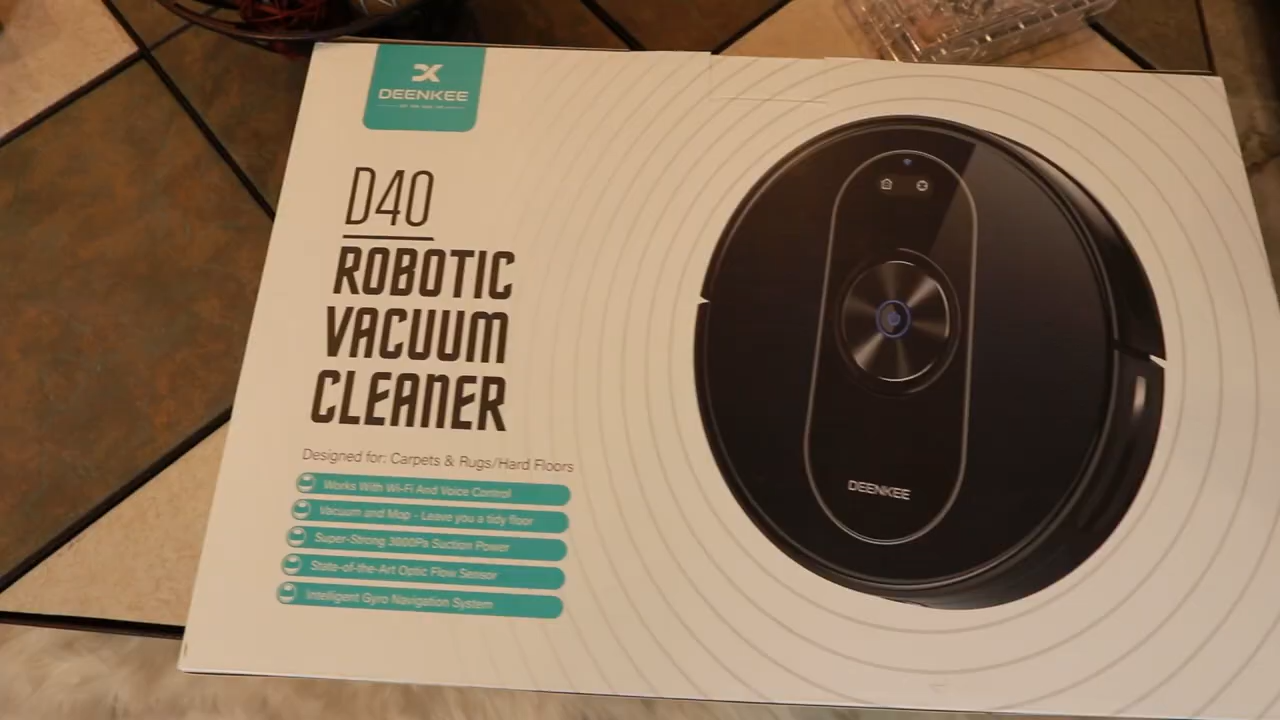 DEENKEE
D40
ROBOTIC
VACUUM
CLEANER
Designed for: Carpets & Rugs/Hard Floors
Works With Wi-Fi And Voice Control
Vacuum and Mop - Leave you a tidy floor
Super-Strong 3000Pa Suction Power
State-of-the-Art Optic Flow Sensor
Intelligent Gyro Navigation System
DEENKEE